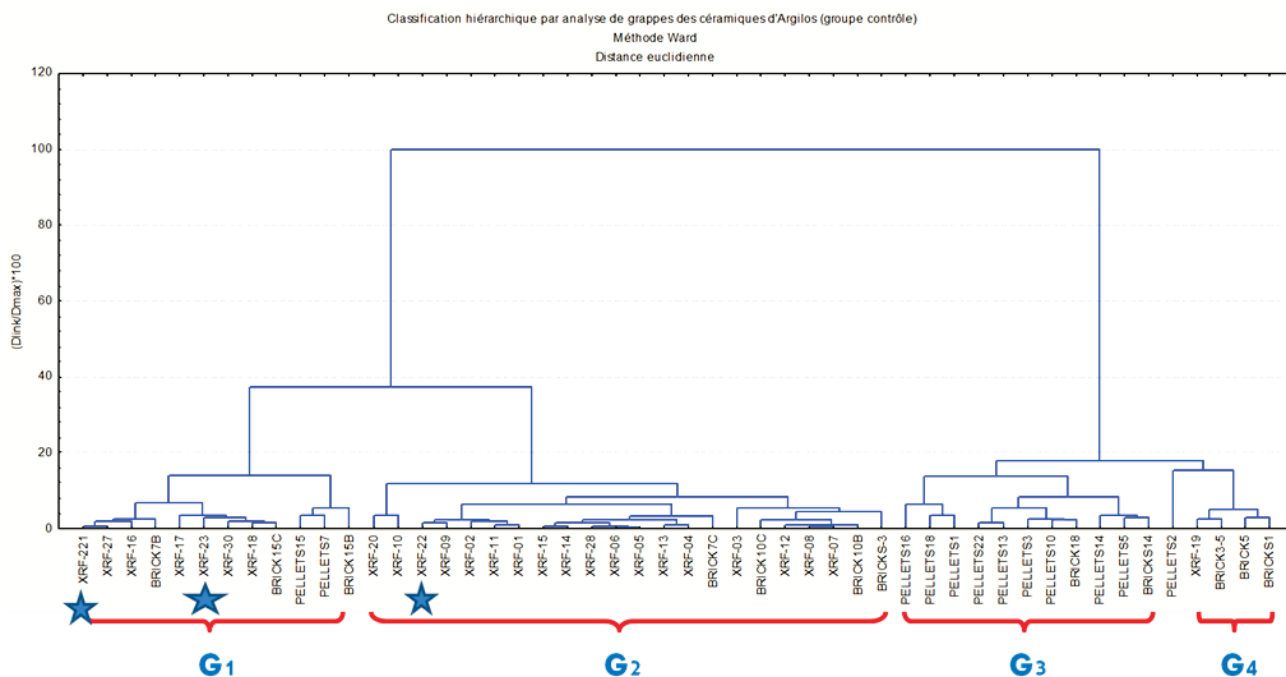 Classification hiérarchique par analyse de grappes des céramiques d'Argilos (groupe contrôle)
Méthode Ward
Distance euclidienne
(Dlink/Dmax)*100
120
100
80
60
40
20
0
XRF-221
XRF-27
XRF-16
BRICK7B
XRF-17
XRF-23
XRF-30
XRF-18
BRICK15C
PELLETS15
PELLETS7
BRICK15B
XRF-20
XRF-10
XRF-22
XRF-09
XRF-02
XRF-11
XRF-01
XRF-15
XRF-14
XRF-28
XRF-06
XRF-05
XRF-13
XRF-04
BRICK7C
XRF-03
BRICK10C
XRF-12
XRF-08
XRF-07
BRICK10B
BRICKS-3
PELLETS16
PELLETS18
PELLETS1
PELLETS22
PELLETS13
PELLETS3
PELLETS10
BRICK18
PELLETS14
PELLETS5
BRICKS14
PELLETS2
XRF-19
BRICK3-5
BRICK5
BRICKS1
G1
G2
G3
G4